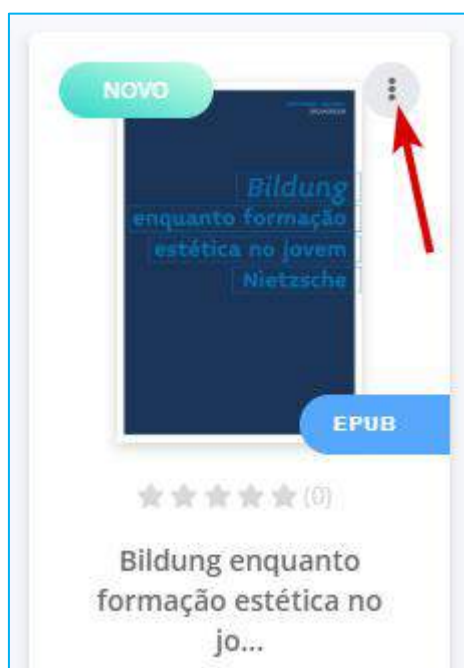 NOVO
Bildung
enquanto formação
estética no jovem
Nietzsche
EPUB
(0)
Bildung enquanto
formação estética no
jo...